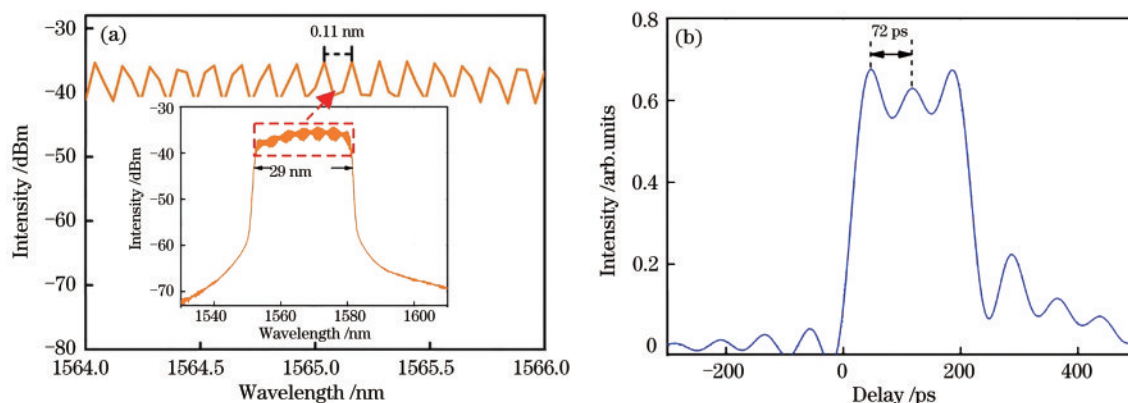 (a)
0.11 nm
−30
−40
−50
−60
−70
−80
Intensity /dBm
1564.0
1564.5
1565.0
1565.5
1566.0
Wavelength /nm
−30
−40
−50
−60
−70
Intensity /dBm
29 nm
1540
1560
1580
1600
Wavelength /nm
(b)
72 ps
0.8
0.6
0.4
0.2
0
Intensity /arb.units
−200
0
200
400
Delay /ps